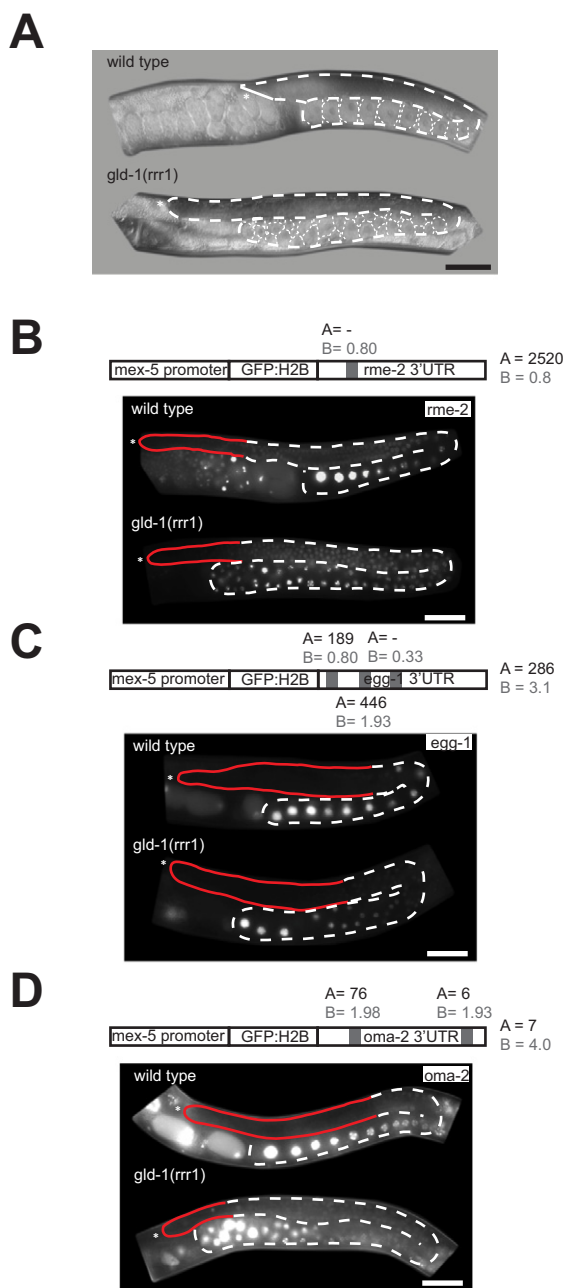 A
wild type
*
gld-1(rrr1)
*
B
A= -
B= 0.80
mex-5 promoter GFP:H2B rme-2 3'UTR
A = 2520
B = 0.8
wild type
rme-2
*
gld-1(rrr1)
*
C
A= 189 A= -
B= 0.80 B= 0.33
mex-5 promoter GFP:H2B egg-1 3'UTR
A = 286
B = 3.1
A= 446
B= 1.93
wild type
egg-1
*
gld-1(rrr1)
*
D
A= 76 A= 6
B= 1.98 B= 1.93
mex-5 promoter GFP:H2B oma-2 3'UTR
A = 7
B = 4.0
wild type
oma-2
*
gld-1(rrr1)
*